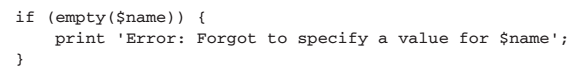 if (empty($name)) {
    print 'Error: Forgot to specify a value for $name';
}